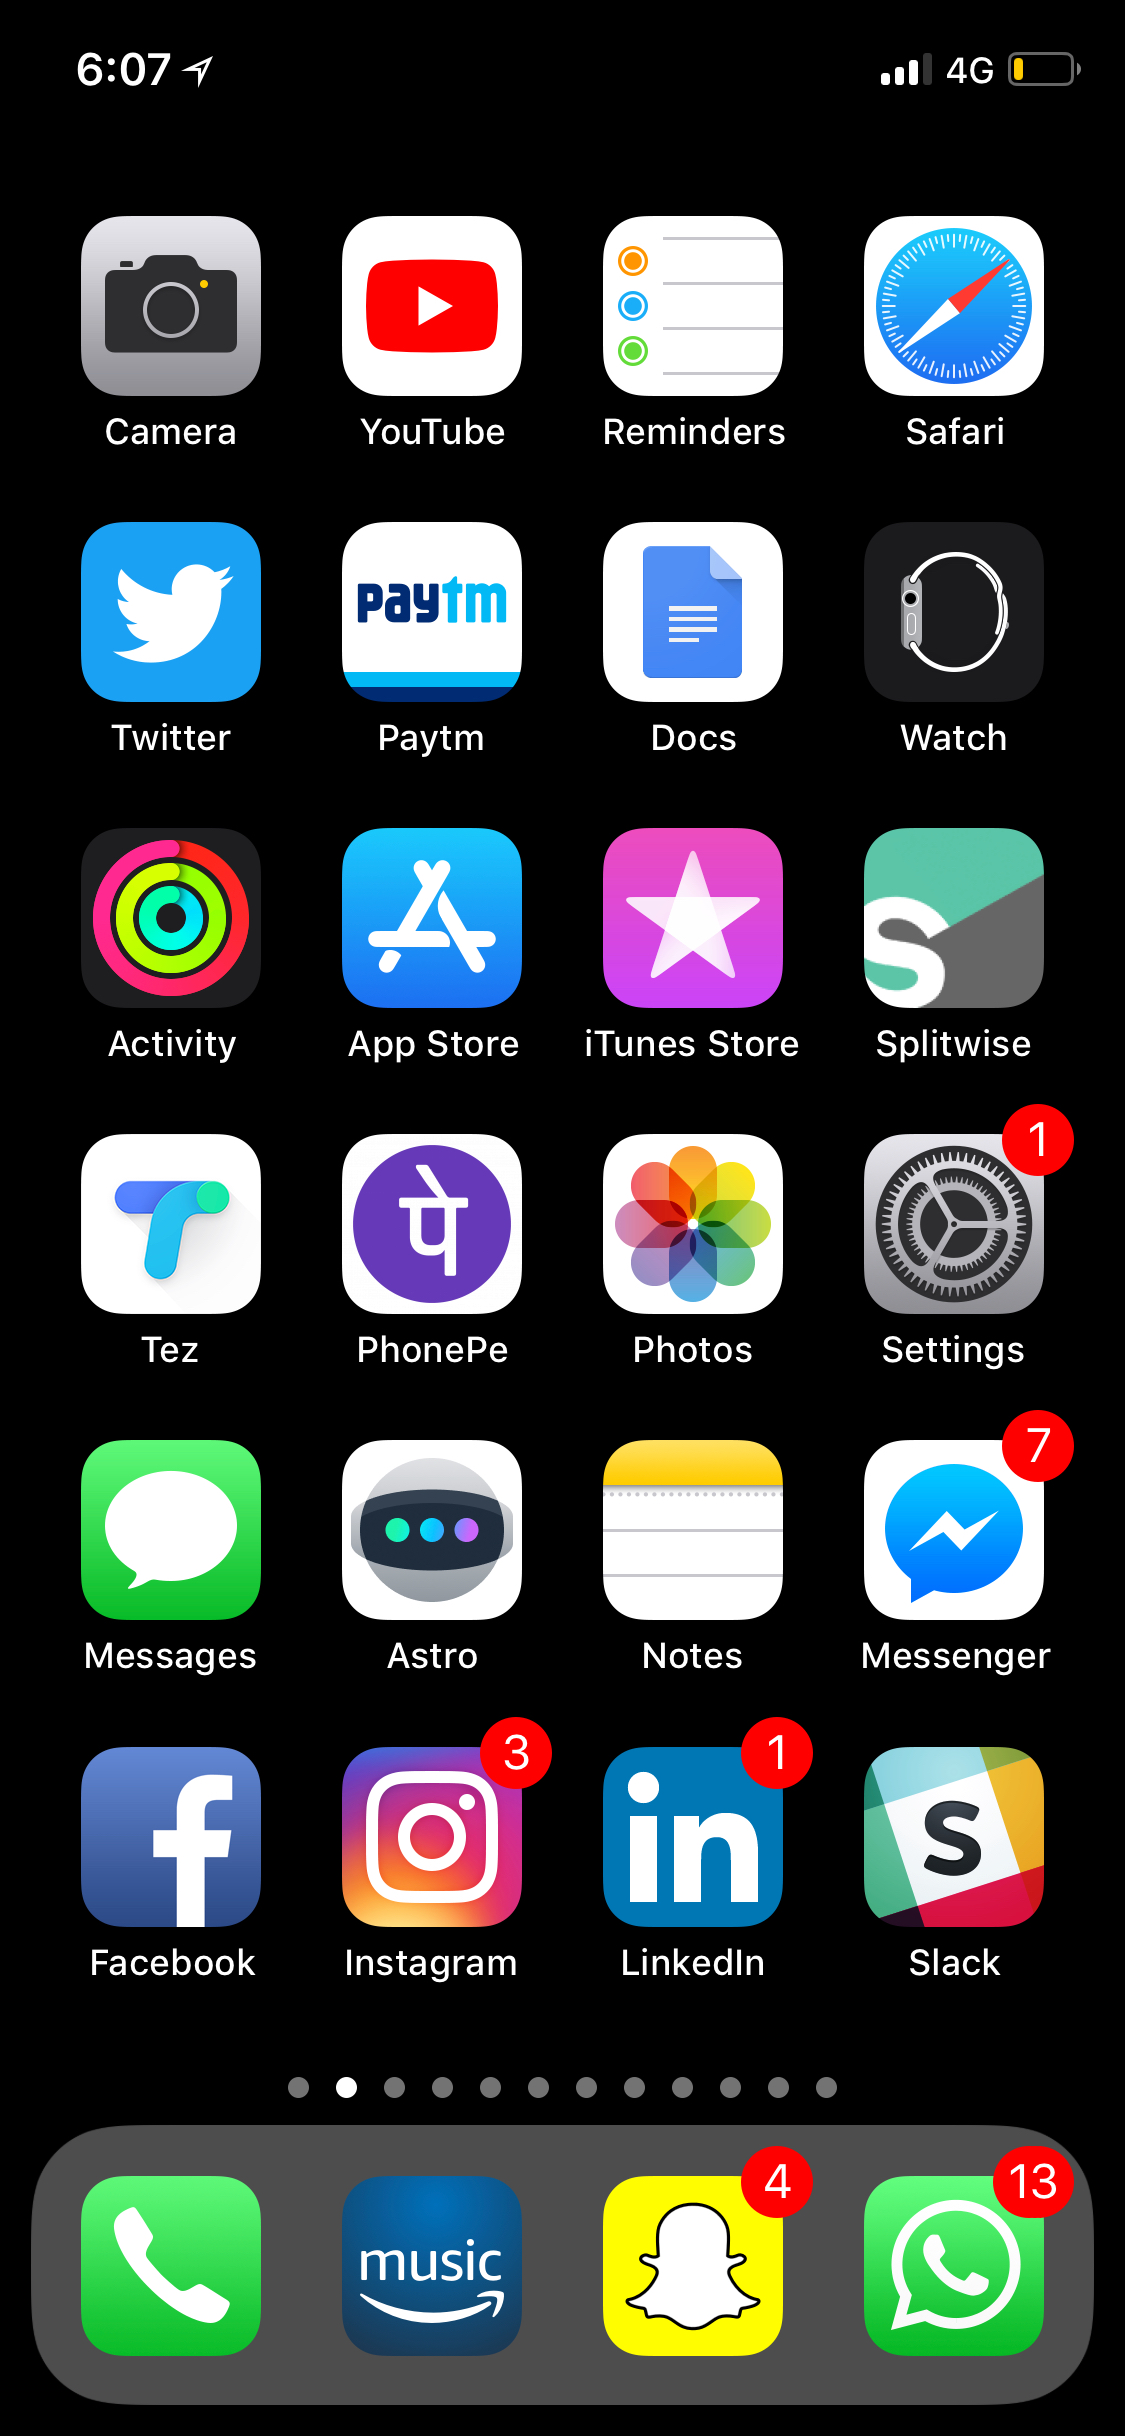 6:07 4G
Camera YouTube Reminders Safari
paytm
Twitter Paytm Docs Watch
S
Activity App Store iTunes Store Splitwise
1
पे
Tez PhonePe Photos Settings
7
Messages Astro Notes Messenger
3 1
f in S
Facebook Instagram LinkedIn Slack
4 13
music